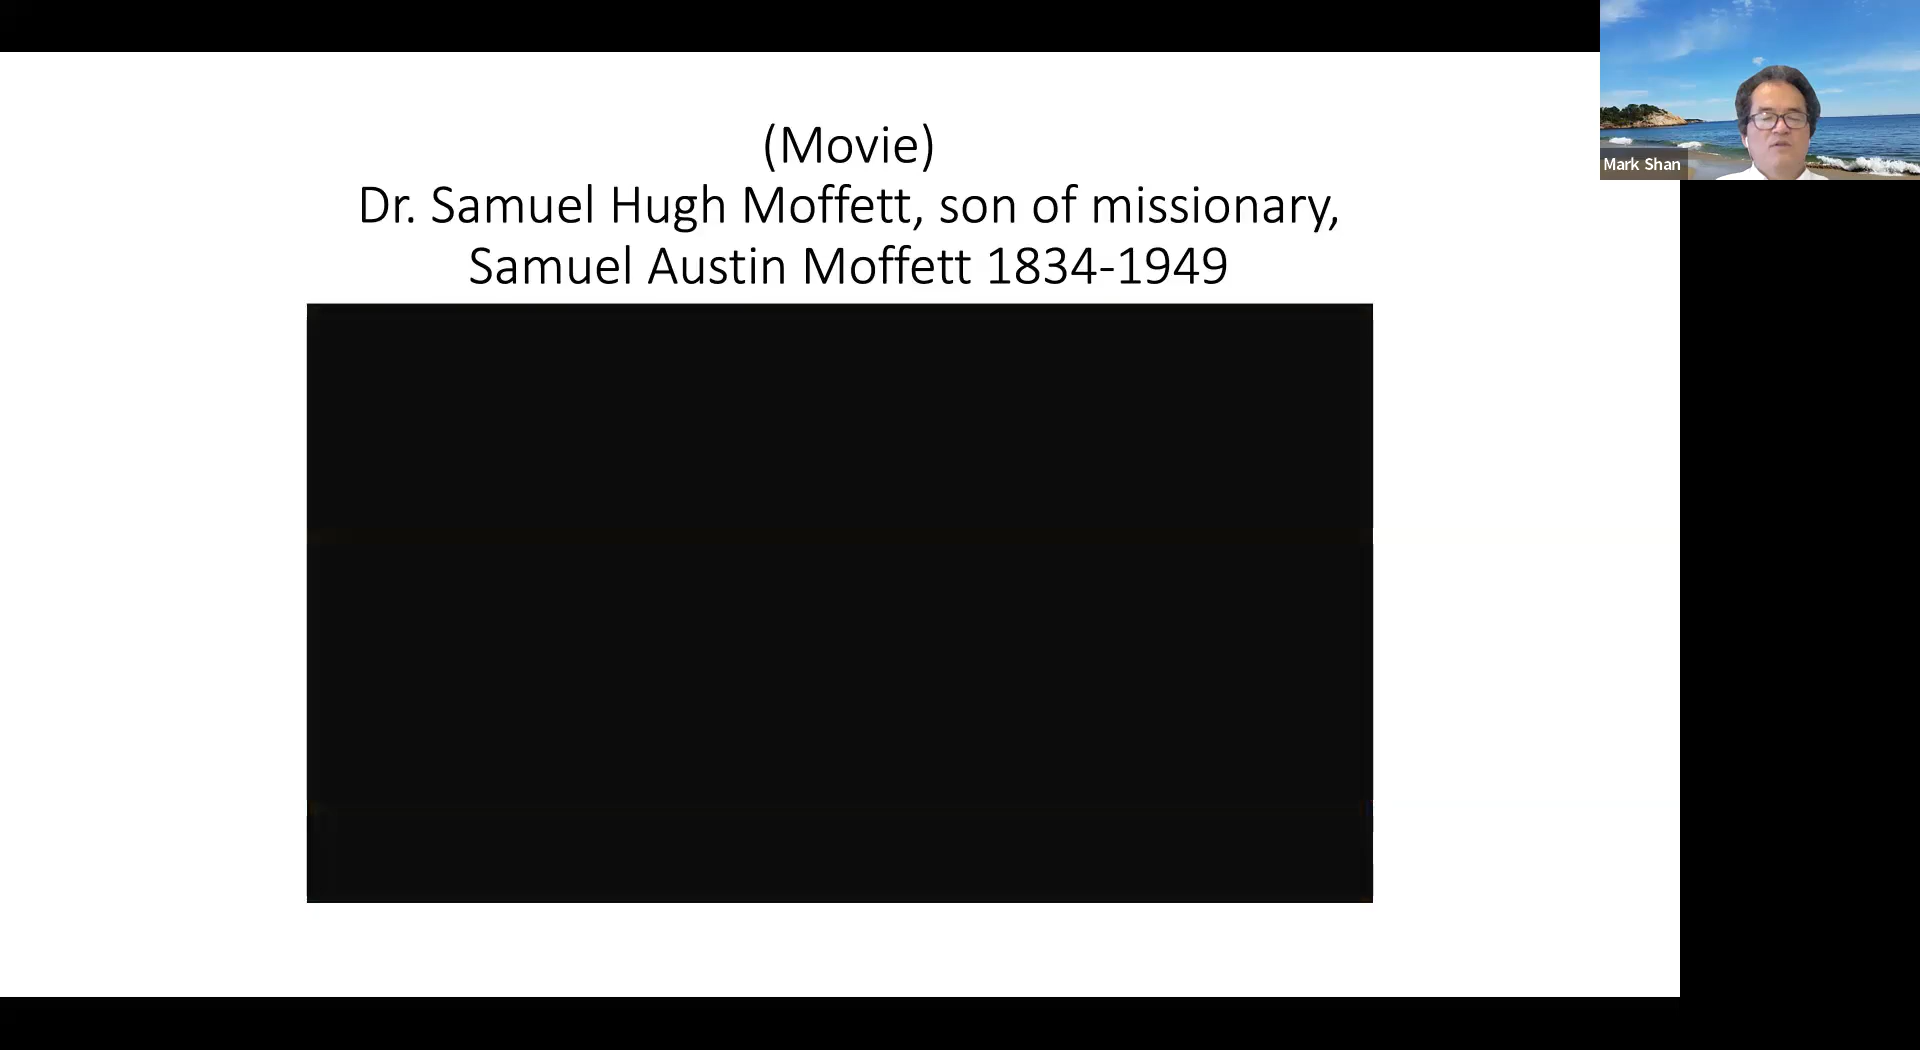 (Movie)
Dr. Samuel Hugh Moffett, son of missionary,
Samuel Austin Moffett 1834-1949
Mark Shan